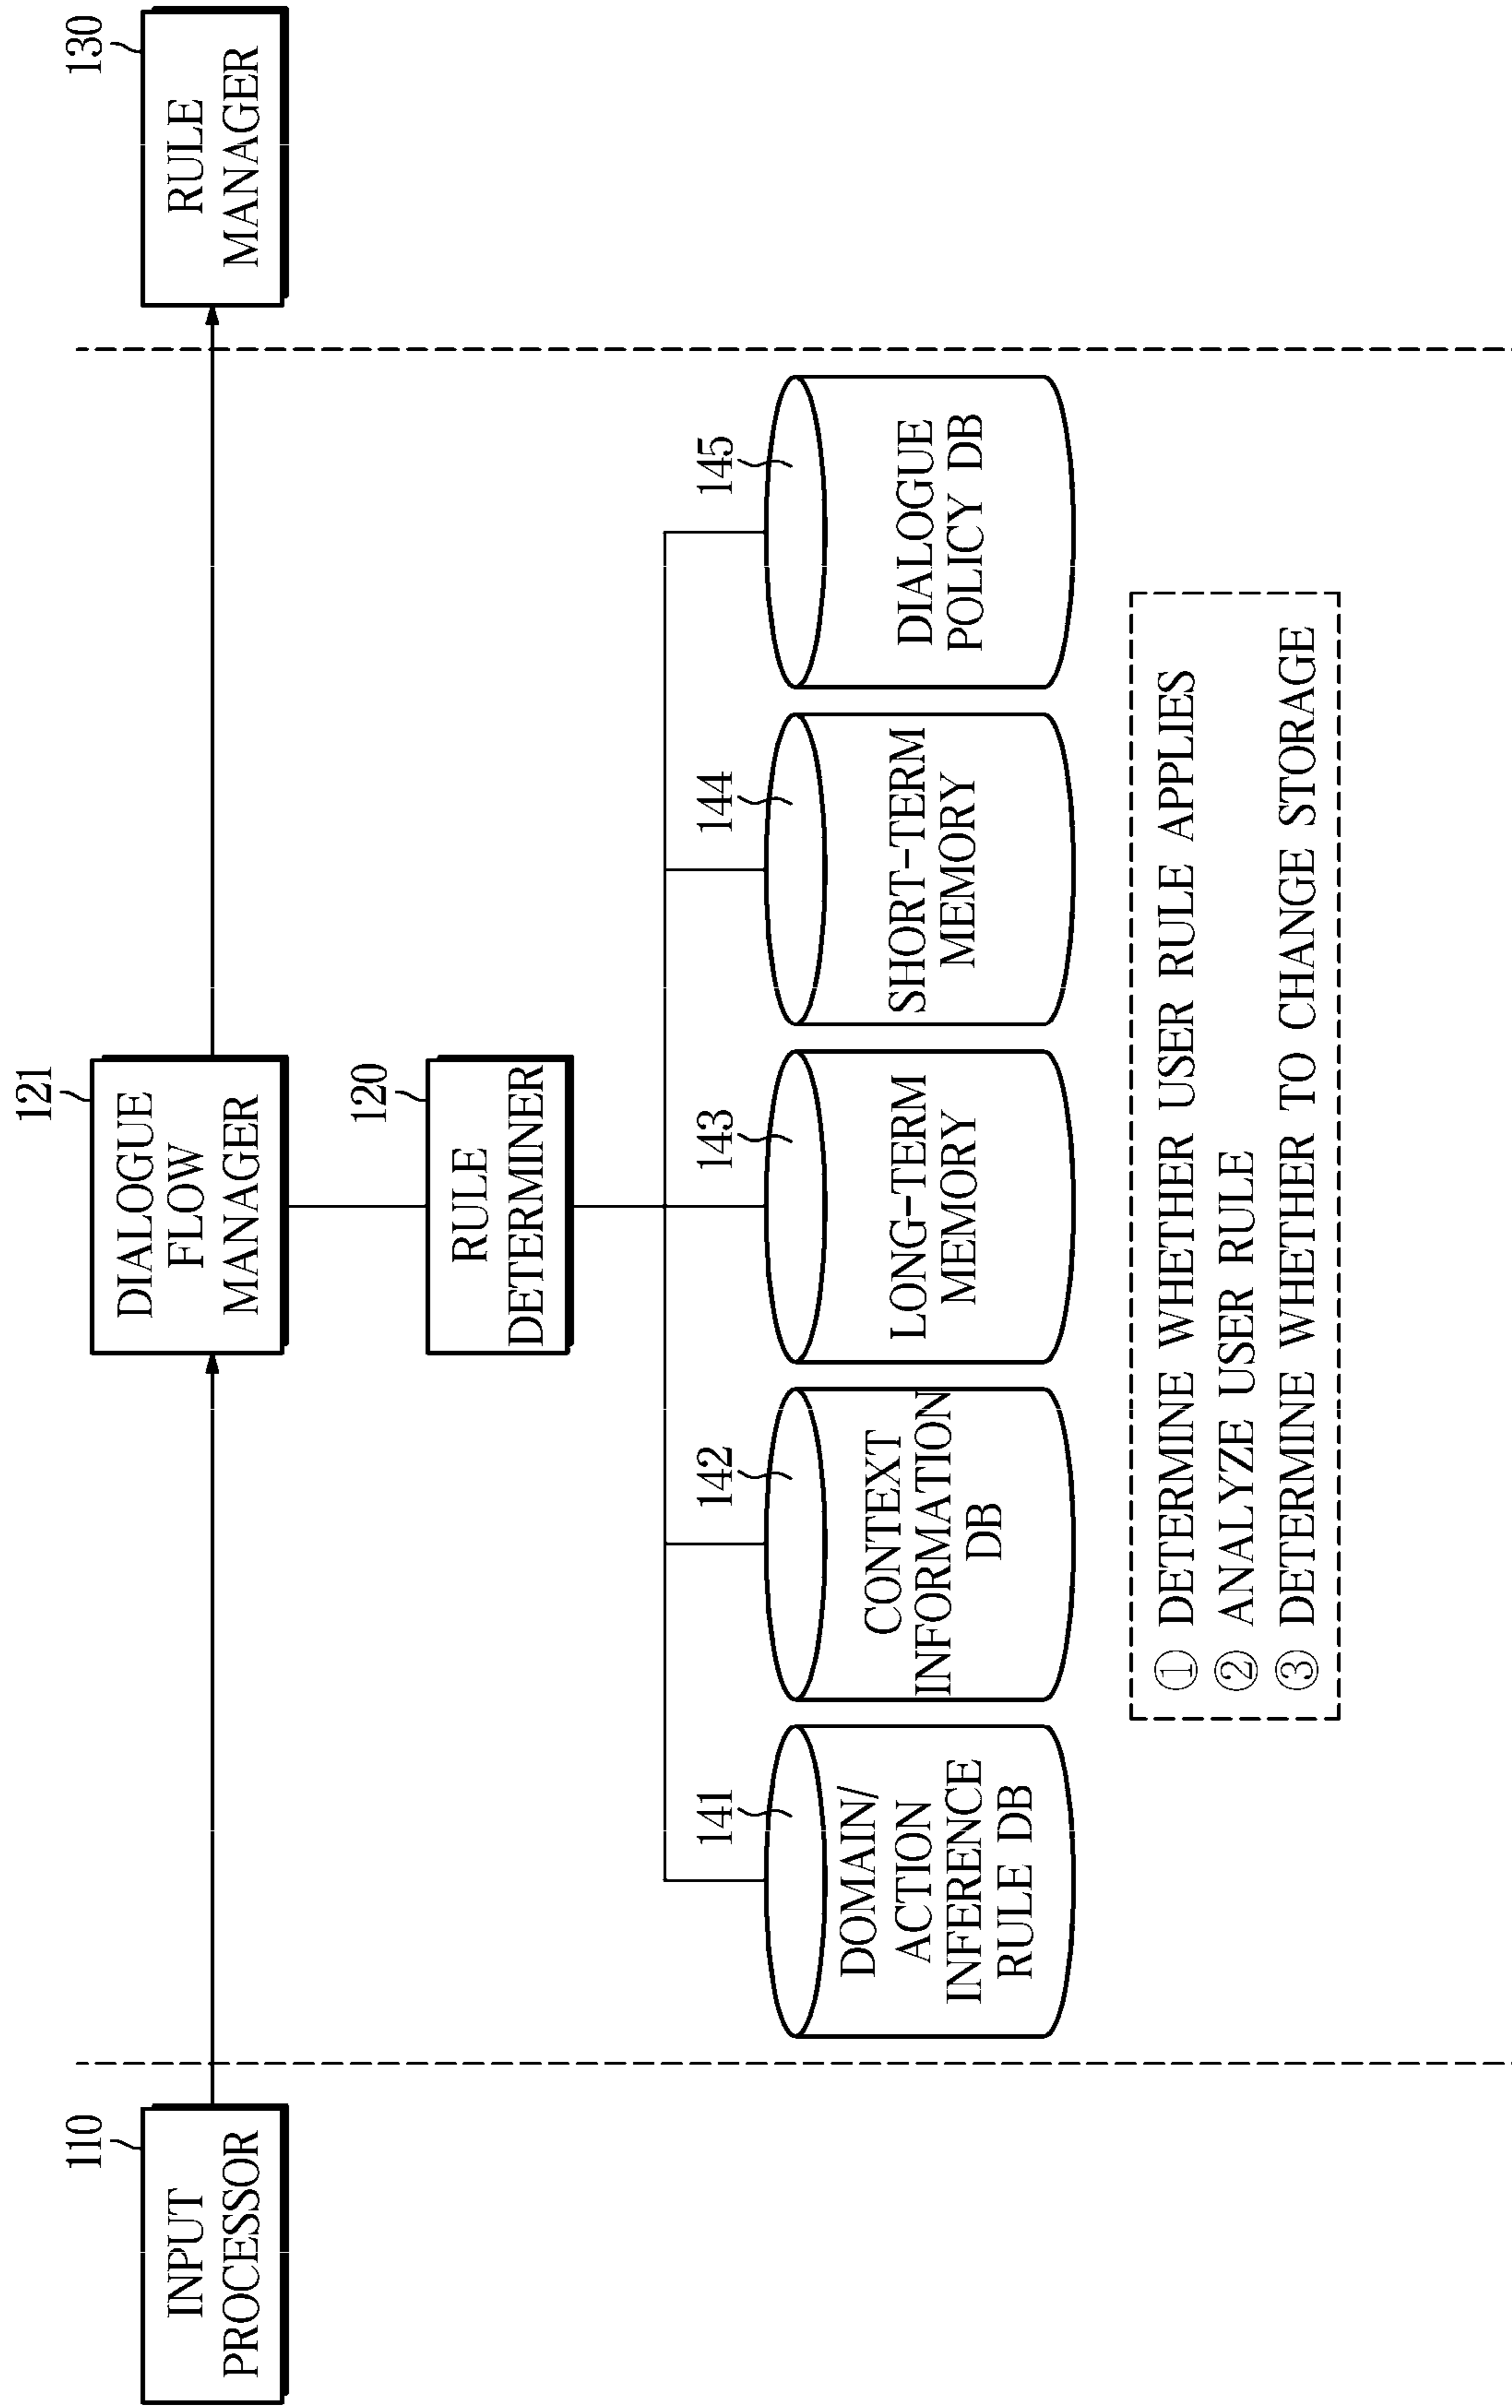 110
INPUT
PROCESSOR
121
DIALOGUE
FLOW
MANAGER
130
RULE
MANAGER
120
RULE
DETERMINER
141
DOMAIN/
ACTION
INFERENCE
RULE DB
142
CONTEXT
INFORMATION
DB
143
LONG-TERM
MEMORY
144
SHORT-TERM
MEMORY
145
DIALOGUE
POLICY DB
① DETERMINE WHETHER USER RULE APPLIES
② ANALYZE USER RULE
③ DETERMINE WHETHER TO CHANGE STORAGE